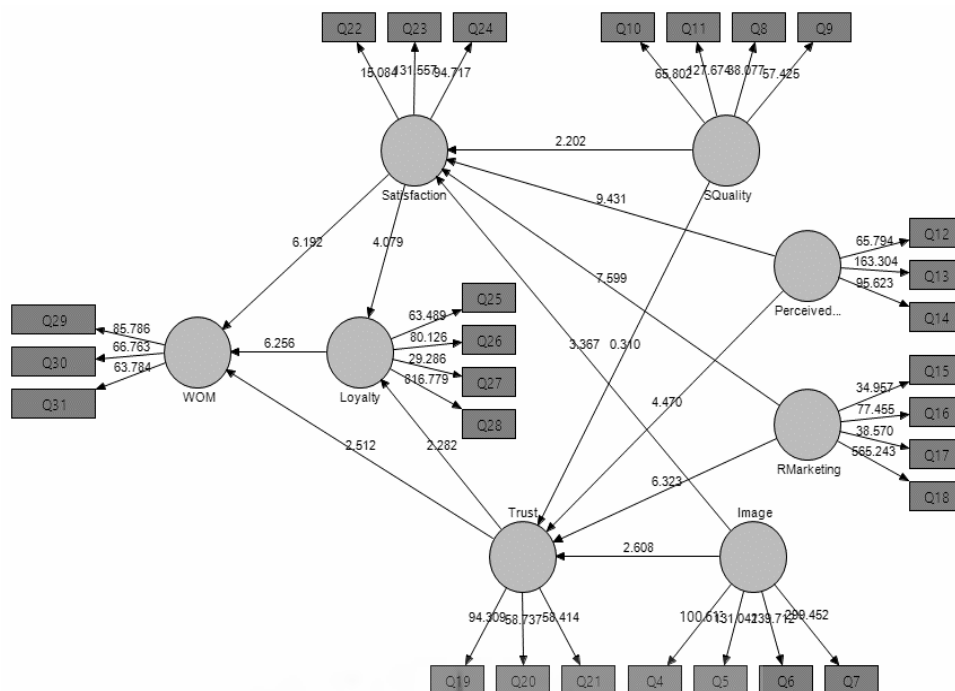 Q22
Q23
Q24
Q10
Q11
Q8
Q9
15.084
131.557
94.717
65.802
127.674
38.077
57.425
2.202
Satisfaction
SQuality
9.431
Q12
65.794
163.304
Q13
95.623
Q14
Perceived...
6.192
4.079
7.599
Q25
63.489
80.126
Q26
29.286
Q27
816.779
Q28
Q29
85.786
66.763
Q30
63.784
Q31
6.256
WOM
Loyalty
3.367
0.310
Q15
34.957
77.455
Q16
38.570
Q17
565.243
Q18
RMarketing
4.470
2.512
2.282
6.323
Trust
Image
2.608
94.309
58.737
58.414
131.041
299.452
Q19
Q20
Q21
Q4
Q5
Q6
Q7